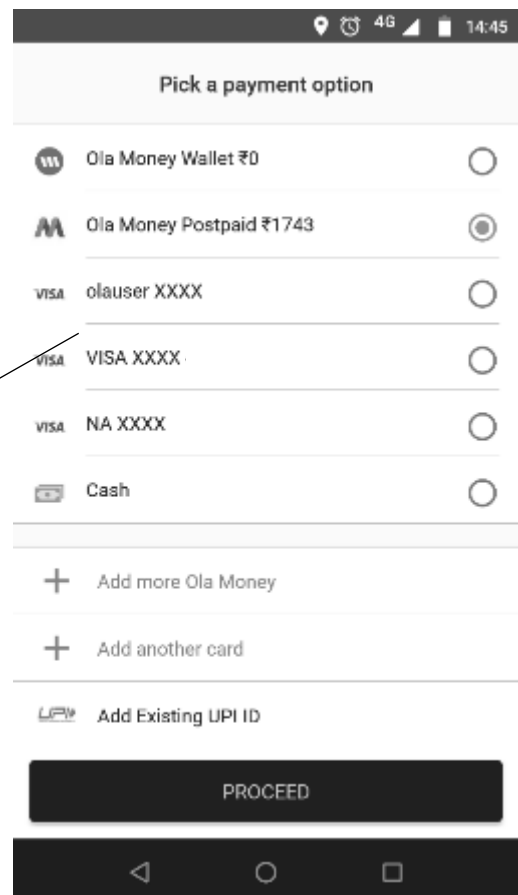 4G 14:45
Pick a payment option
Ola Money Wallet ₹0
Ola Money Postpaid ₹1743
VISA olauser XXXX
VISA VISA XXXX
VISA NA XXXX
Cash
Add more Ola Money
Add another card
UPI Add Existing UPI ID
PROCEED